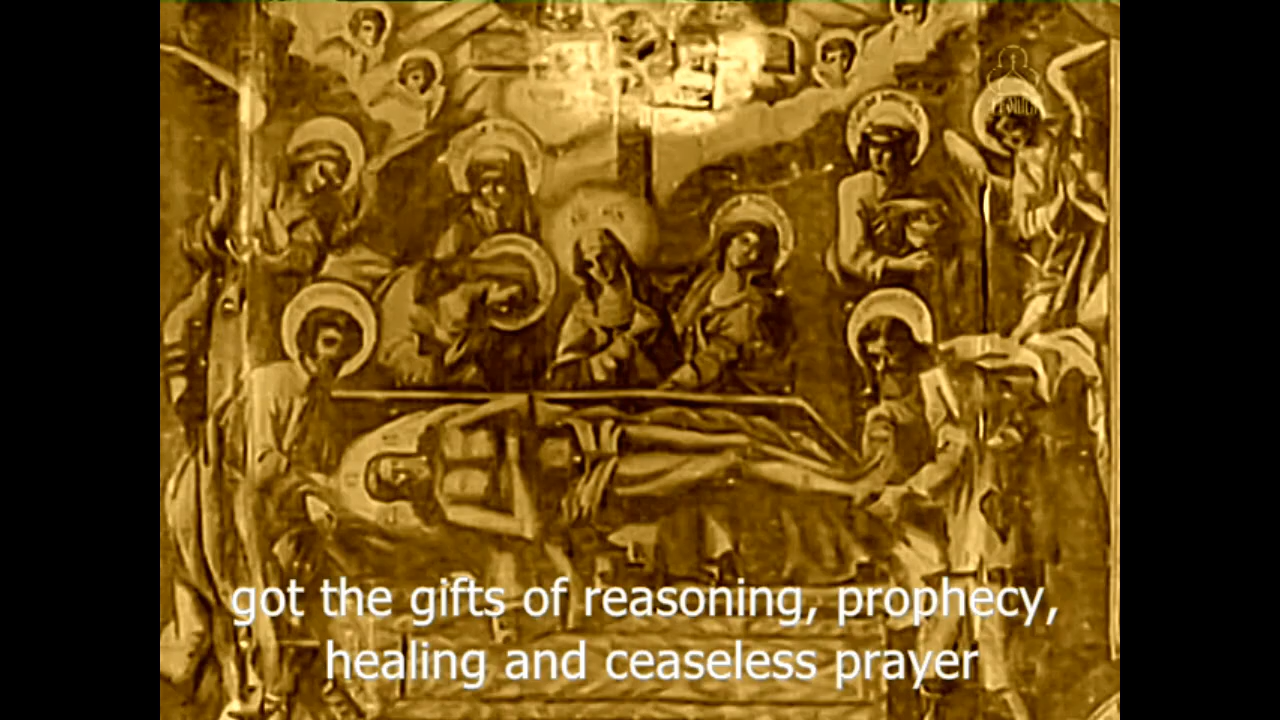 got the gifts of reasoning, prophecy,
healing and ceaseless prayer